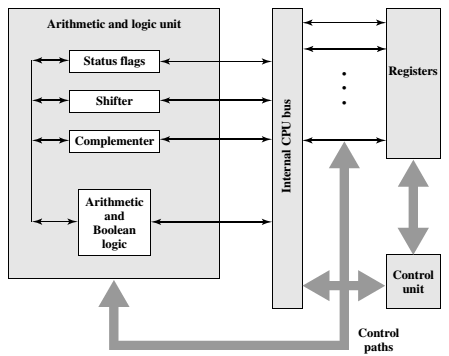 Arithmetic and logic unit
Status flags
Shifter
Complementer
Arithmetic
and
Boolean
logic
Internal CPU bus
Registers
Control
unit
Control
paths